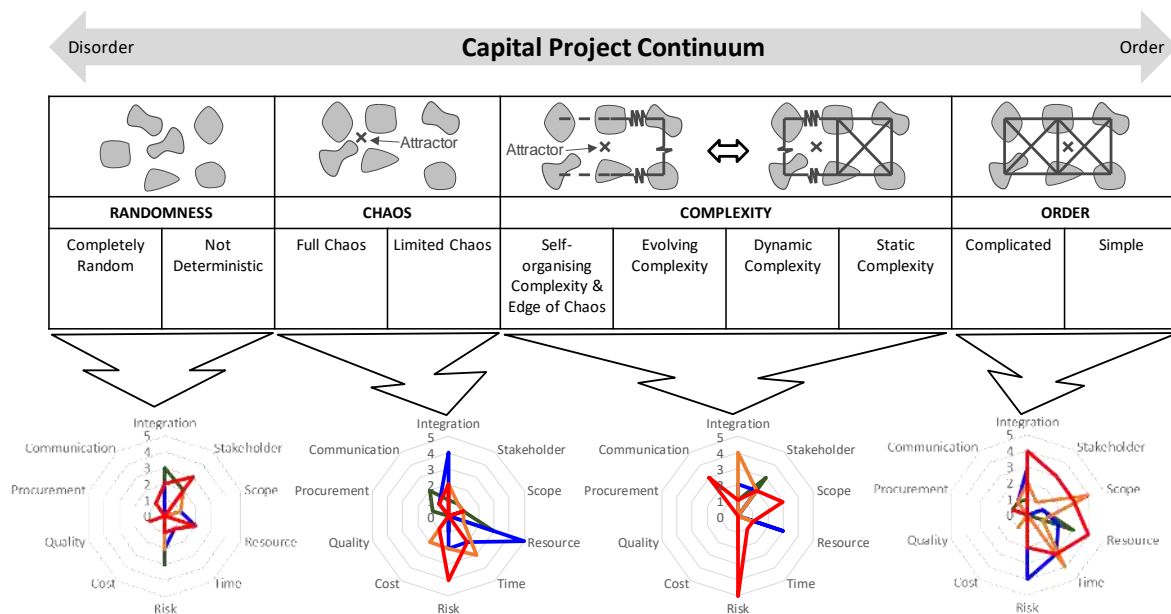 Disorder
Capital Project Continuum
Order
Attractor
Attractor
RANDOMNESS
CHAOS
COMPLEXITY
ORDER
Completely
Random
Not
Deterministic
Full Chaos
Limited Chaos
Self-
organising
Complexity &
Edge of Chaos
Evolving
Complexity
Dynamic
Complexity
Static
Complexity
Complicated
Simple
Integration
Stakeholder
Scope
Resource
Time
Risk
Cost
Quality
Procurement
Communication
5
4
3
2
1
0
Integration
Stakeholder
Scope
Resource
Time
Risk
Cost
Quality
Procurement
Communication
5
4
3
2
1
0
Integration
Stakeholder
Scope
Resource
Time
Risk
Cost
Quality
Procurement
Communication
5
4
3
2
1
0
Integration
Stakeholder
Scope
Resource
Time
Risk
Cost
Quality
Procurement
Communication
5
4
3
2
1
0